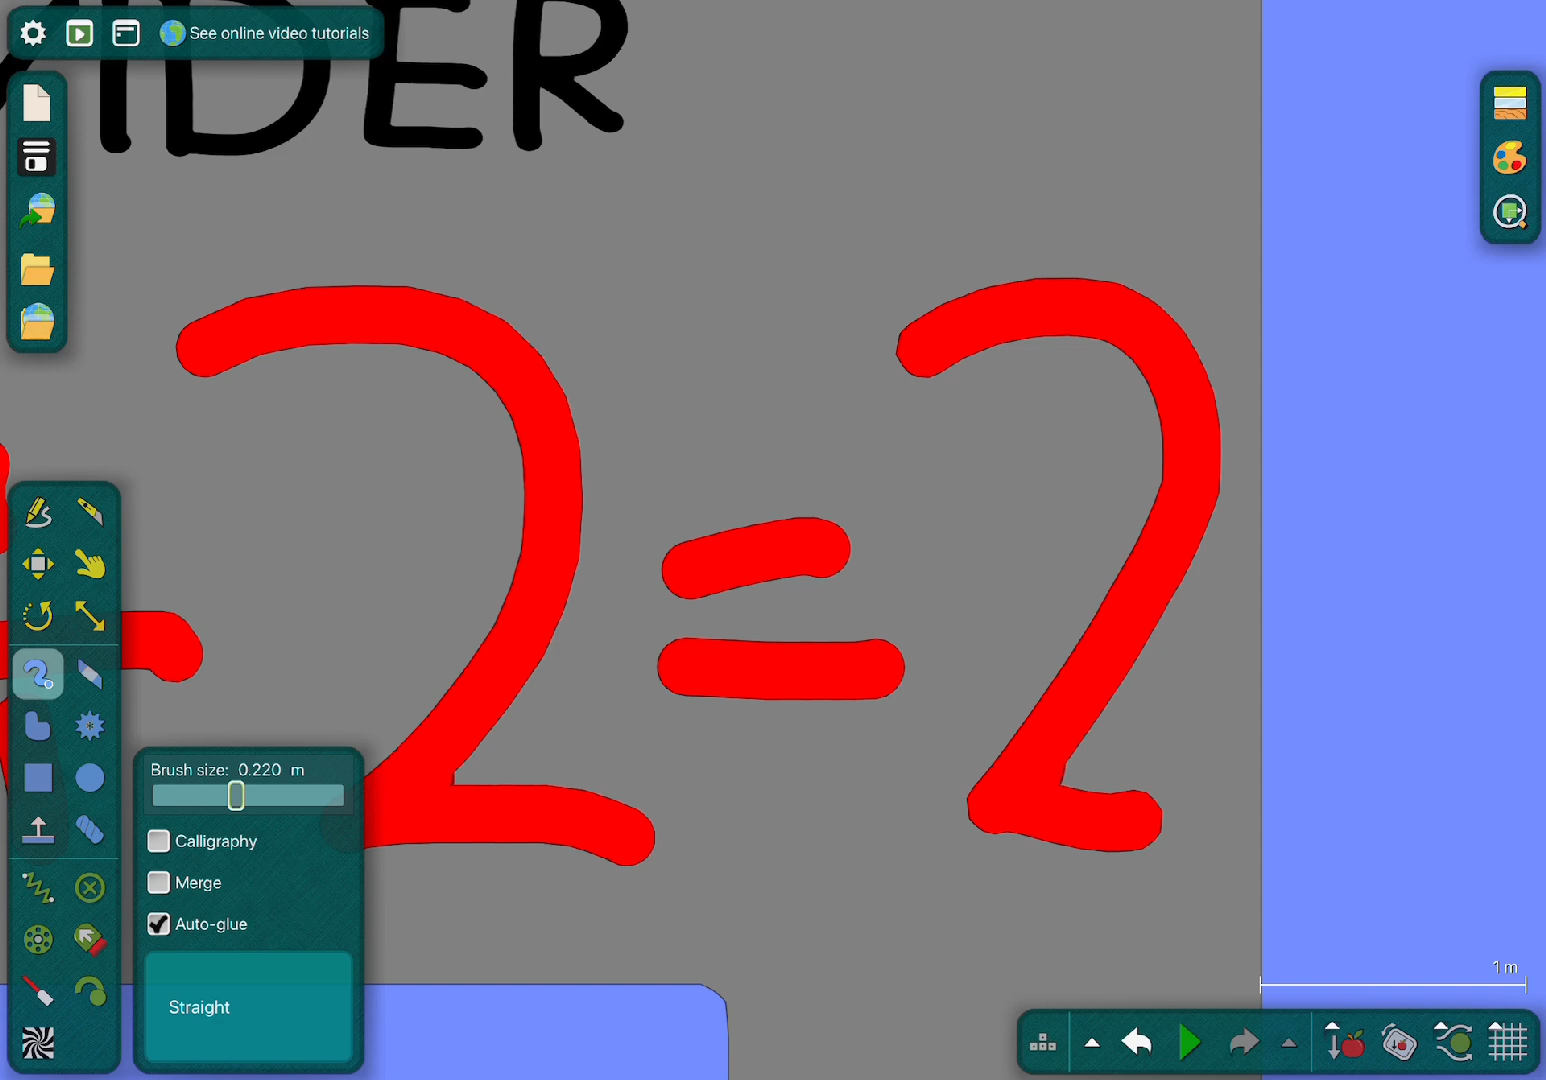 See online video tutorials
IDER
2=2
Brush size: 0.220 m
Calligraphy
Merge
Auto-glue
Straight
1 m